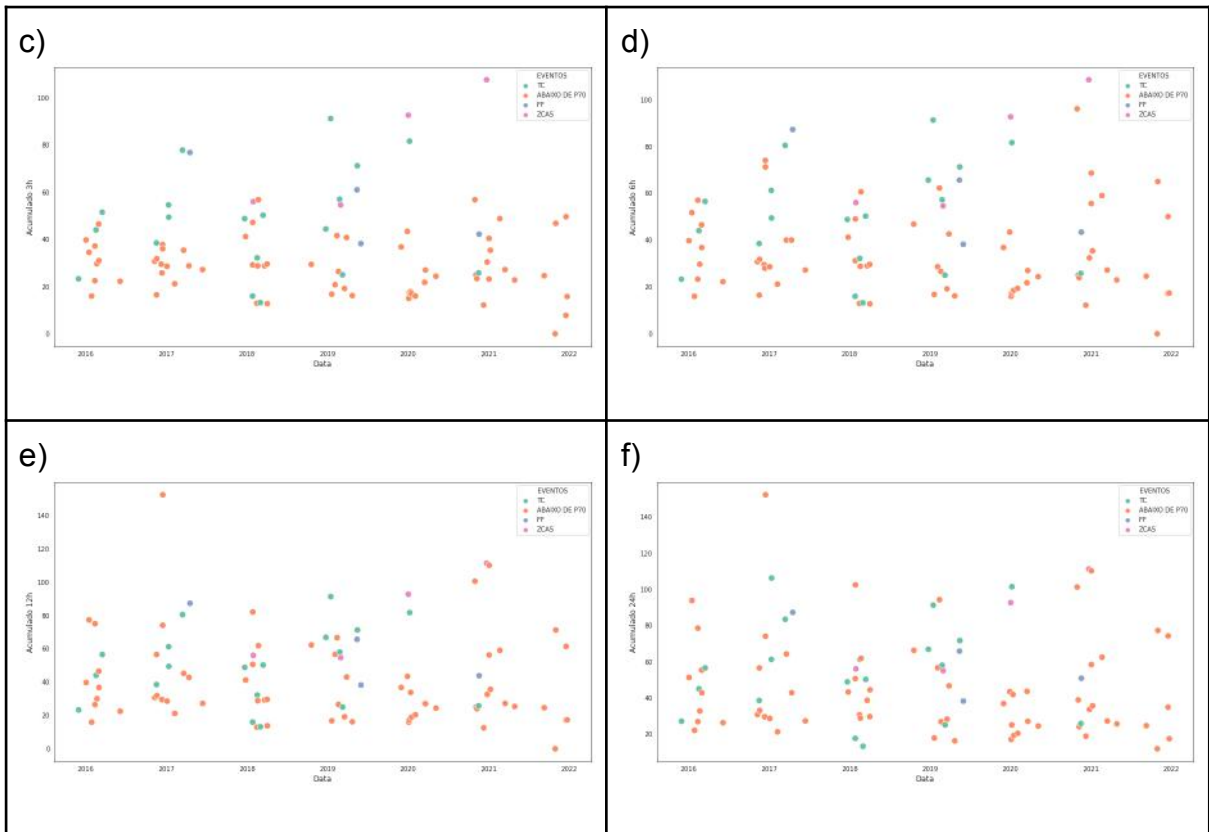 c)
EVENTOS
TC
ABAIXO DE P70
FF
ZCAS
Acumulado 3h
100
80
60
40
20
0
2016 2017 2018 2019 2020 2021 2022
Data
d)
EVENTOS
TC
ABAIXO DE P70
FF
ZCAS
Acumulado 6h
100
80
60
40
20
0
2016 2017 2018 2019 2020 2021 2022
Data
e)
EVENTOS
TC
ABAIXO DE P70
FF
ZCAS
Acumulado 12h
140
120
100
80
60
40
20
0
2016 2017 2018 2019 2020 2021 2022
Data
f)
EVENTOS
TC
ABAIXO DE P70
FF
ZCAS
Acumulado 24h
140
120
100
80
60
40
20
2016 2017 2018 2019 2020 2021 2022
Data